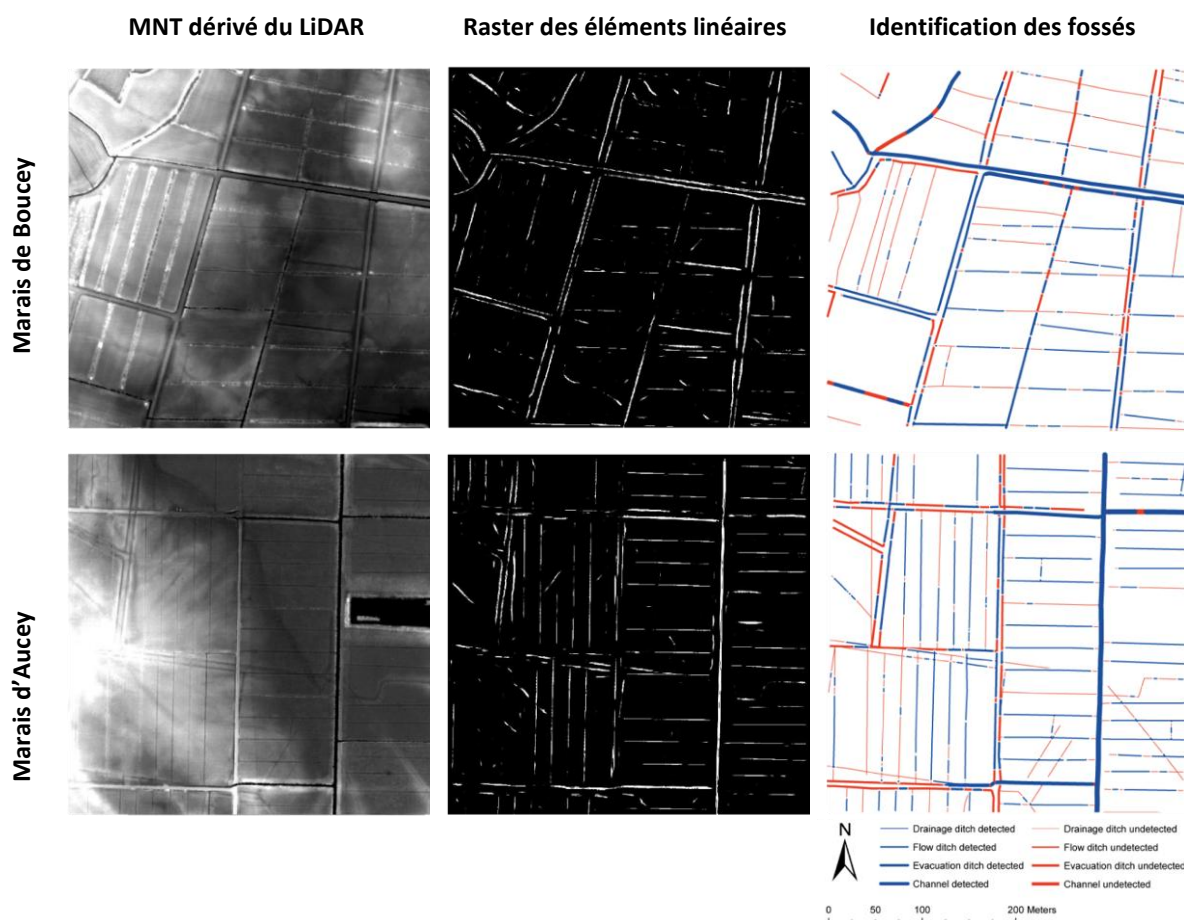 MNT dérivé du LiDAR
Raster des éléments linéaires
Identification des fossés
Marais de Boucey
Marais d'Aucey
N
Drainage ditch detected
Drainage ditch undetected
Flow ditch detected
Flow ditch undetected
Evacuation ditch detected
Evacuation ditch undetected
Channel detected
Channel undetected
0 50 100 200 Meters